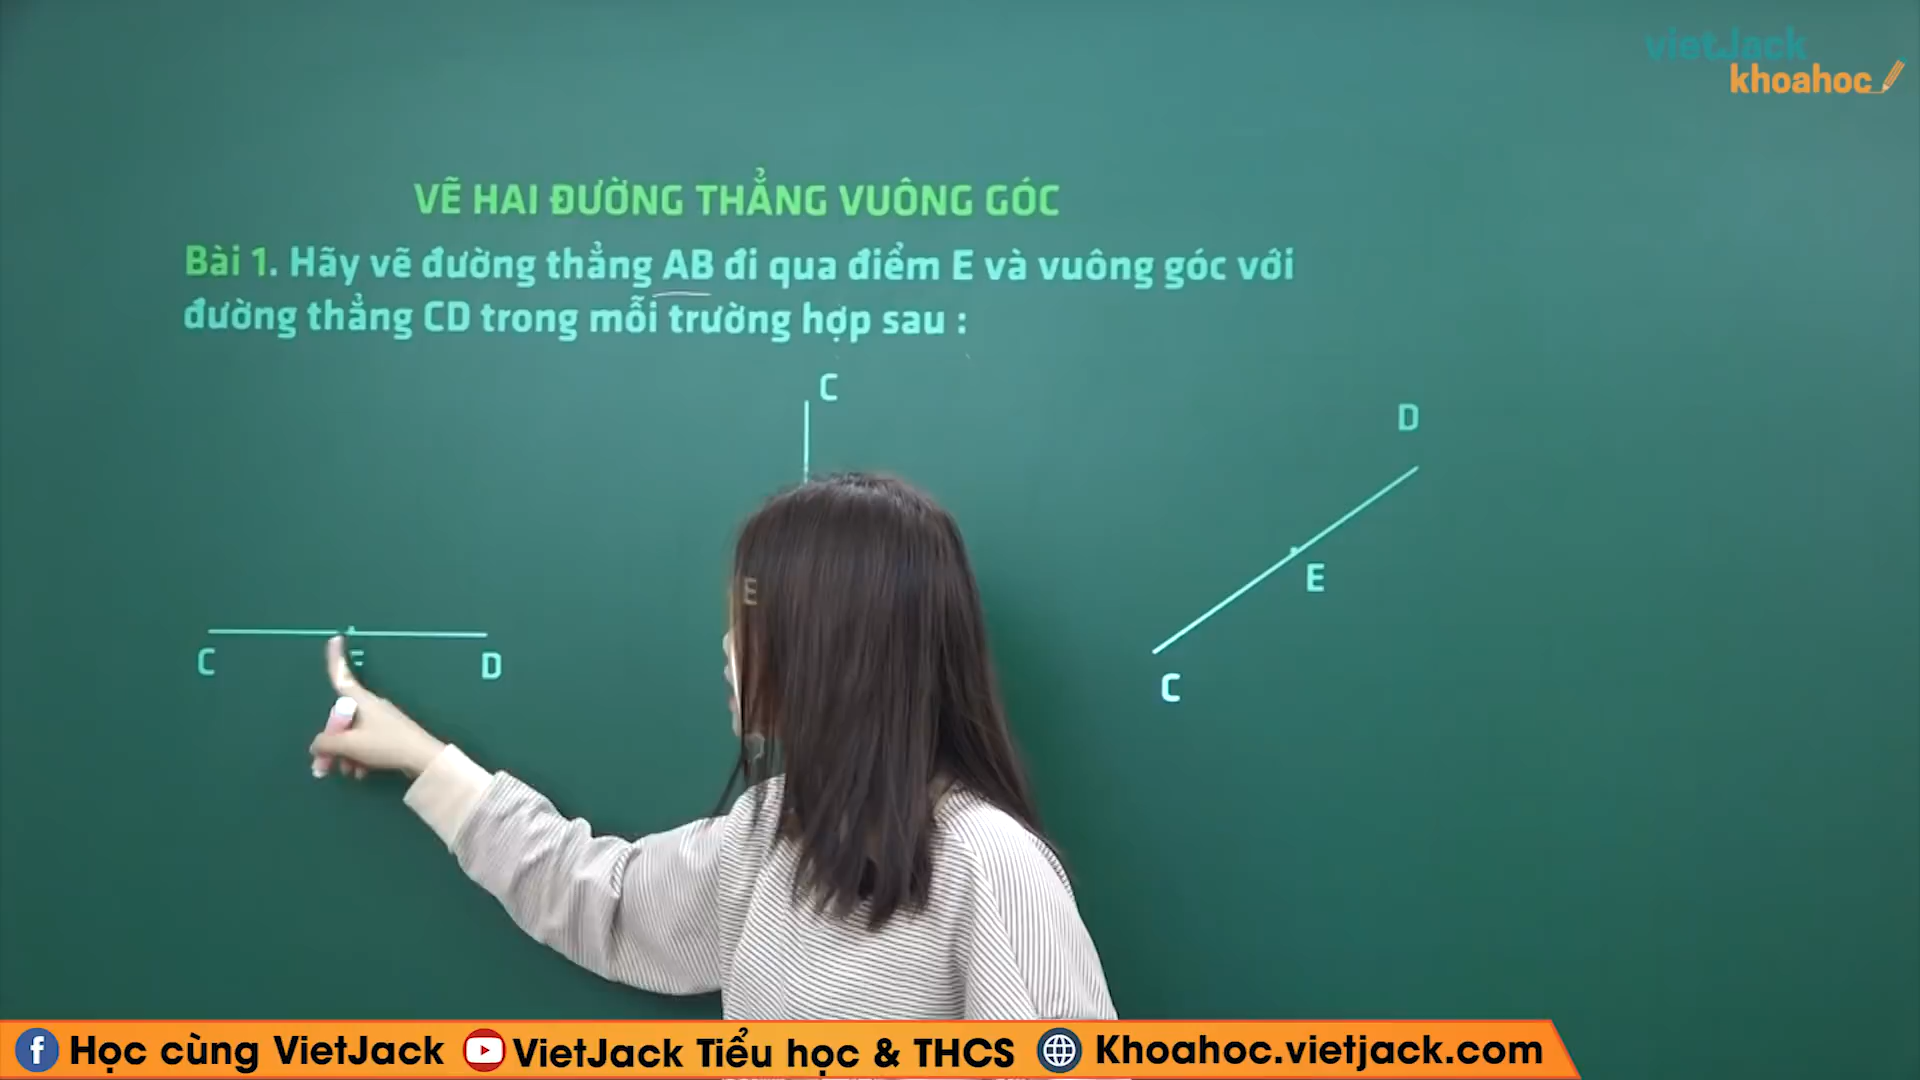 vietJack
khoahoc
VẼ HAI ĐƯỜNG THẲNG VUÔNG GÓC
Bài 1. Hãy vẽ đường thẳng AB đi qua điểm E và vuông góc với
đường thẳng CD trong mỗi trường hợp sau :
C
D
E
E
C
E
D
C
Học cùng VietJack
VietJack Tiểu học & THCS
Khoahoc.vietjack.com